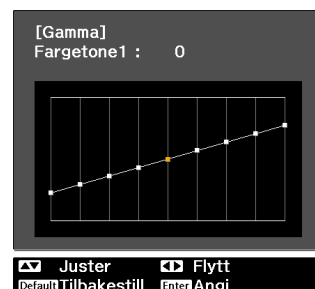 [Gamma]
Fargetone1 : 0
Juster Flytt
Default Tilbakestill Enter Angi